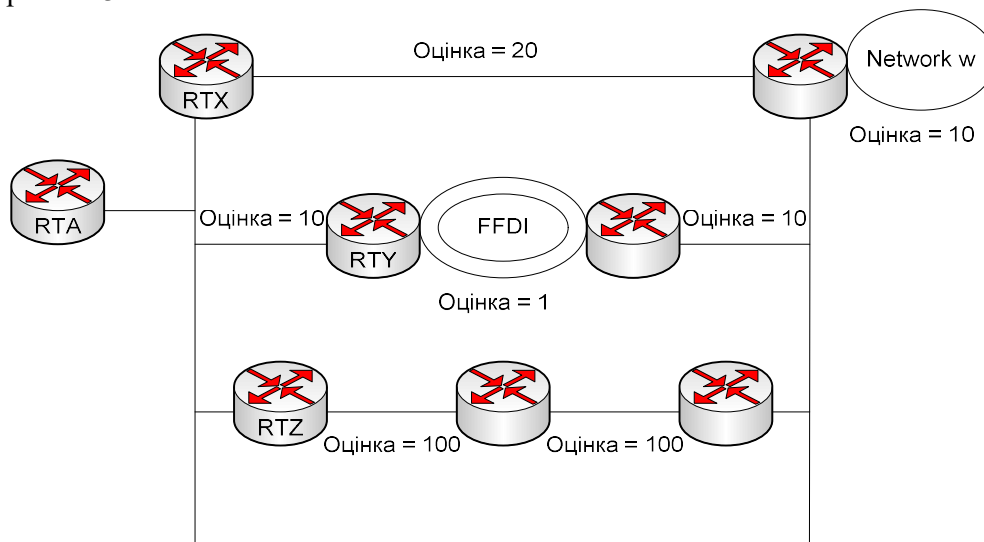 Оцінка = 20
Network w
RTX
Оцінка = 10
RTA
Оцінка = 10
FFDI
Оцінка = 10
RTY
Оцінка = 1
RTZ
Оцінка = 100
Оцінка = 100